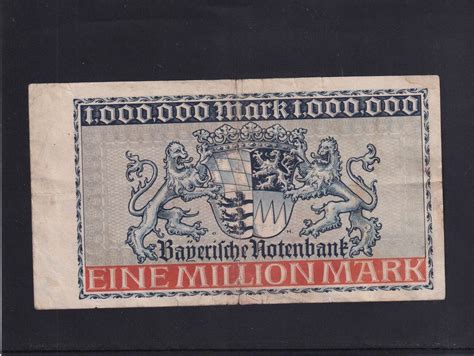 1.000.000 Mark 1.000.000
Bayerische Notenbank
EINE MILLION MARK